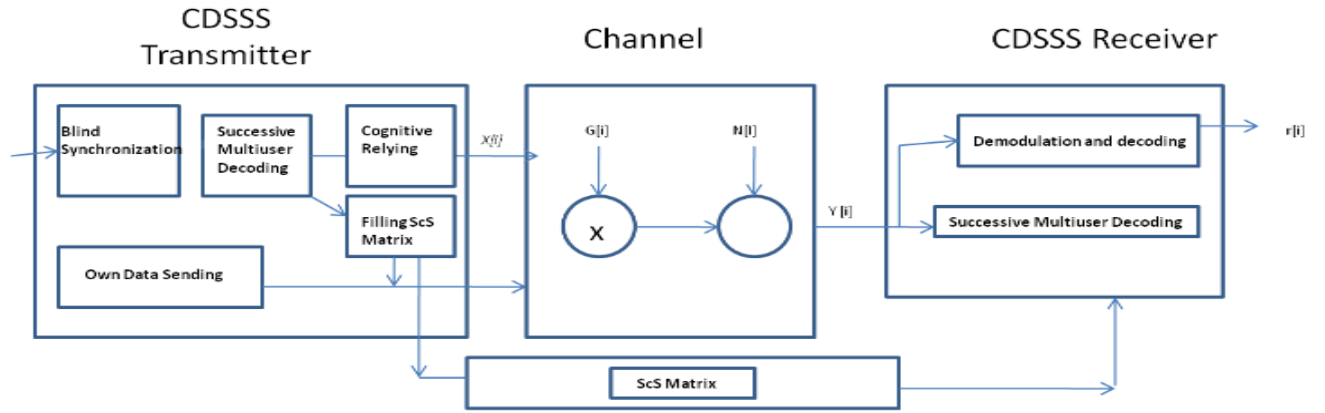 CDSSS
Transmitter
Channel
CDSSS Receiver
Blind
Synchronization
Successive
Multiuser
Decoding
Cognitive
Relying
X[i]
G[i]
N[I]
Demodulation and decoding
r[i]
Filling ScS
Matrix
X
Y [i]
Successive Multiuser Decoding
Own Data Sending
ScS Matrix